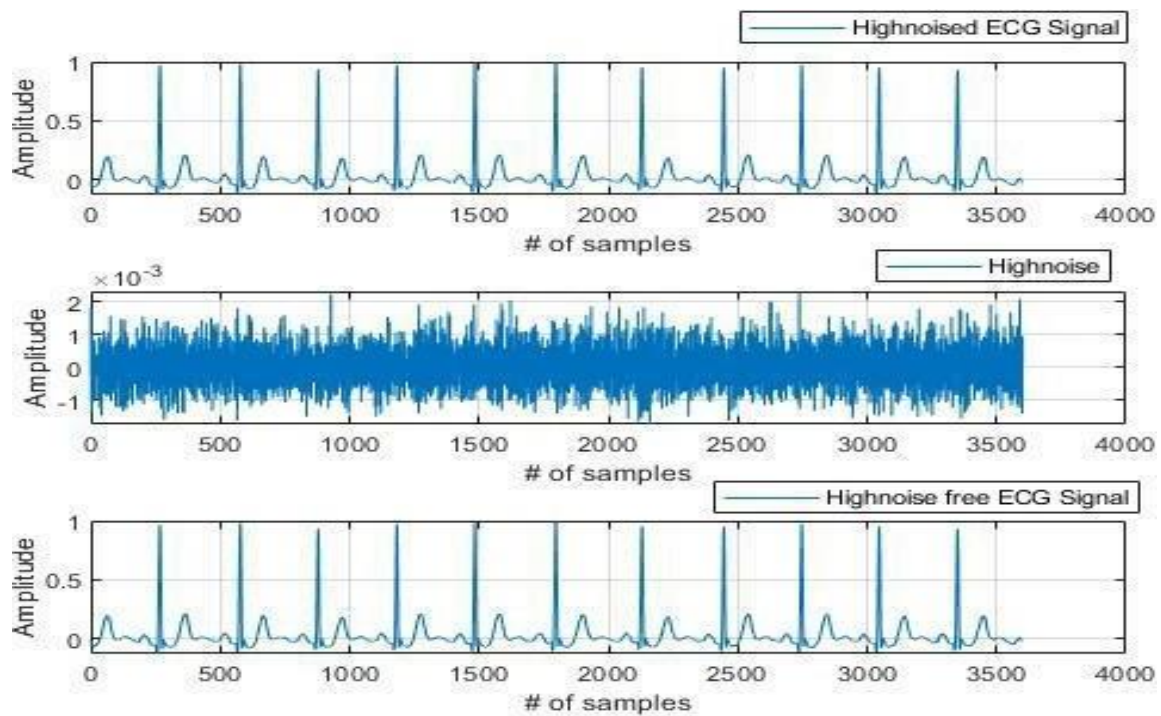 Highnoised ECG Signal
1
0.5
0
Amplitude
0 500 1000 1500 2000 2500 3000 3500 4000
# of samples
Highnoise
× 10-3
2
1
0
-1
Amplitude
0 500 1000 1500 2000 2500 3000 3500 4000
# of samples
Highnoise free ECG Signal
1
0.5
0
Amplitude
0 500 1000 1500 2000 2500 3000 3500 4000
# of samples